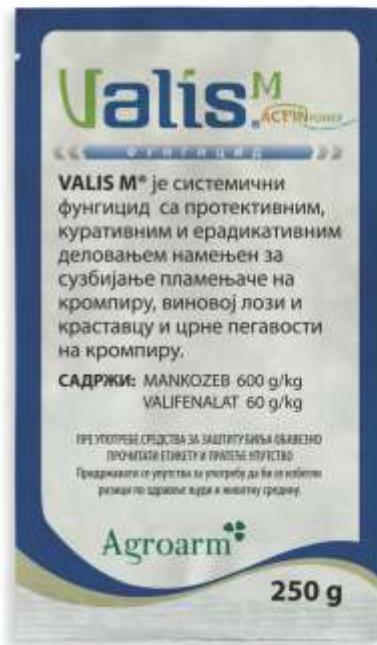 Valis.M
ACT'IN POWER
ФУНГИЦИД
VALIS M® је системични
фунгицид са протективним,
куративним и ерадикативним
деловањем намењен за
сузбијање пламењаче на
кромпиру, виновој лози и
краставцу и црне пегавости
на кромпиру.
САДРЖИ: MANKOZEB 600 g/kg
VALIFENALAT 60 g/kg
ПРЕ УПОТРЕБЕ СРЕДСТВА ЗА ЗАШТИТУ БИЉА ОБАВЕЗНО
ПРОЧИТАТИ ЕТИКЕТУ И ПРАТЕЋЕ УПУТСТВО
Придржавати се упутства за употребу да би се избегли
ризици по здравље људи и животну средину.
Agroarm
250 g